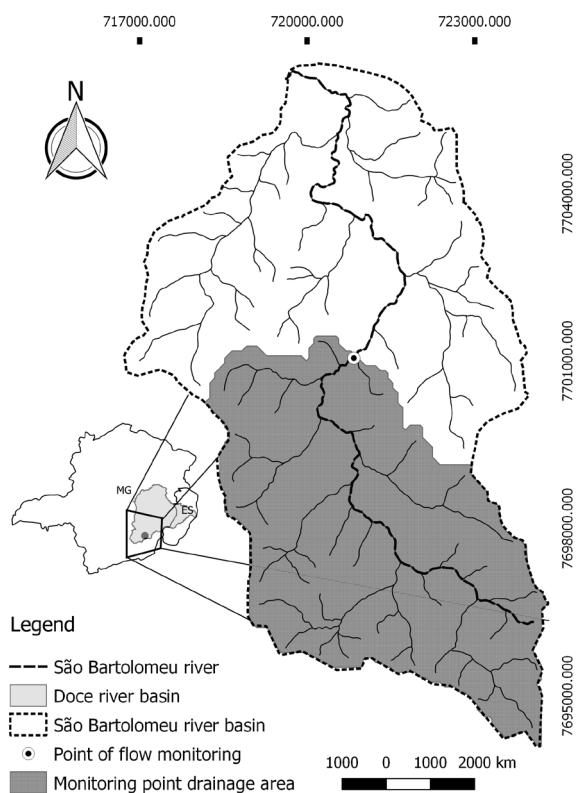 717000.000 720000.000 723000.000
N
7704000.000
7701000.000
7698000.000
7695000.000
MG
ES
Legend
São Bartolomeu river
Doce river basin
São Bartolomeu river basin
Point of flow monitoring
Monitoring point drainage area
1000 0 1000 2000 km